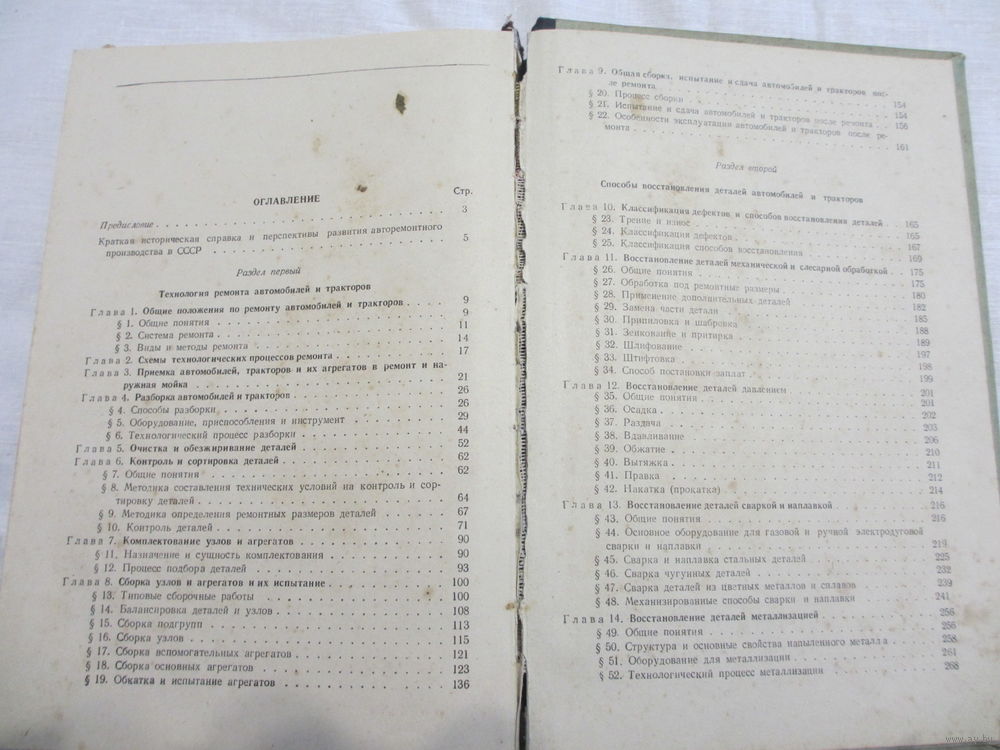 ОГЛАВЛЕНИЕ
Стр.
Предисловие . . . 3
Краткая историческая справка и перспективы развития авторемонтного
производства в СССР . . . 5
Раздел первый
Технология ремонта автомобилей и тракторов
Глава 1. Общие положения по ремонту автомобилей и тракторов . . . 9
§ 1. Общие понятия . . . 9
§ 2. Система ремонта . . . 11
§ 3. Виды и методы ремонта . . . 14
Глава 2. Схемы технологических процессов ремонта . . . 17
Глава 3. Приемка автомобилей, тракторов и их агрегатов в ремонт и на-
ружная мойка . . . 21
Глава 4. Разборка автомобилей и тракторов . . . 26
§ 4. Способы разборки . . . 26
§ 5. Оборудование, приспособления и инструмент . . . 29
§ 6. Технологический процесс разборки . . . 44
Глава 5. Очистка и обезжиривание деталей . . . 52
Глава 6. Контроль и сортировка деталей . . . 62
§ 7. Общие понятия . . . 62
§ 8. Методика составления технических условий на контроль и сор-
тировку деталей . . . 64
§ 9. Методика определения ремонтных размеров деталей . . . 67
§ 10. Контроль деталей . . . 71
Глава 7. Комплектование узлов и агрегатов . . . 90
§ 11. Назначение и сущность комплектования . . . 90
§ 12. Процесс подбора деталей . . . 93
Глава 8. Сборка узлов и агрегатов и их испытание . . . 100
§ 13. Типовые сборочные работы . . . 100
§ 14. Балансировка деталей и узлов . . . 108
§ 15. Сборка подгрупп . . . 113
§ 16. Сборка узлов . . . 115
§ 17. Сборка вспомогательных агрегатов . . . 121
§ 18. Сборка основных агрегатов . . . 123
§ 19. Обкатка и испытание агрегатов . . . 136
Глава 9. Общая сборка, испытание и сдача автомобилей и тракторов пос-
ле ремонта . . . 154
§ 20. Процесс сборки . . . 154
§ 21. Испытание и сдача автомобилей и тракторов после ремонта . . 156
§ 22. Особенности эксплуатации автомобилей и тракторов после ре-
монта . . . 161
Раздел второй
Способы восстановления деталей автомобилей и тракторов
Глава 10. Классификация дефектов и способов восстановления деталей 165
§ 23. Трение и износ . . . 165
§ 24. Классификация дефектов . . . 167
§ 25. Классификация способов восстановления . . . 169
Глава 11. Восстановление деталей механической и слесарной обработкой . . 175
§ 26. Общие понятия . . . 175
§ 27. Обработка под ремонтные размеры . . . 180
§ 28. Применение дополнительных деталей . . . 182
§ 29. Замена части детали . . . 185
§ 30. Припиловка и шабровка . . . 188
§ 31. Зенкование и притирка . . . 189
§ 32. Шлифование . . . 197
§ 33. Штифтовка . . . 198
§ 34. Способ постановки заплат . . . 199
Глава 12. Восстановление деталей давлением . . . 201
§ 35. Общие понятия . . . 201
§ 36. Осадка . . . 202
§ 37. Раздача . . . 203
§ 38. Вдавливание . . . 206
§ 39. Обжатие . . . 210
§ 40. Вытяжка . . . 211
§ 41. Правка . . . 212
§ 42. Накатка (прокатка) . . . 214
Глава 13. Восстановление деталей сваркой и наплавкой . . . 216
§ 43. Общие понятия . . . 216
§ 44. Основное оборудование для газовой и ручной электродуговой
сварки и наплавки . . . 219
§ 45. Сварка и наплавка стальных деталей . . . 225
§ 46. Сварка чугунных деталей . . . 232
§ 47. Сварка деталей из цветных металлов и сплавов . . . 239
§ 48. Механизированные способы сварки и наплавки . . . 241
Глава 14. Восстановление деталей металлизацией . . . 256
§ 49. Общие понятия . . . 256
§ 50. Структура и основные свойства напыленного металла . . . 258
§ 51. Оборудование для металлизации . . . 261
§ 52. Технологический процесс металлизации . . . 268
www.ay.by